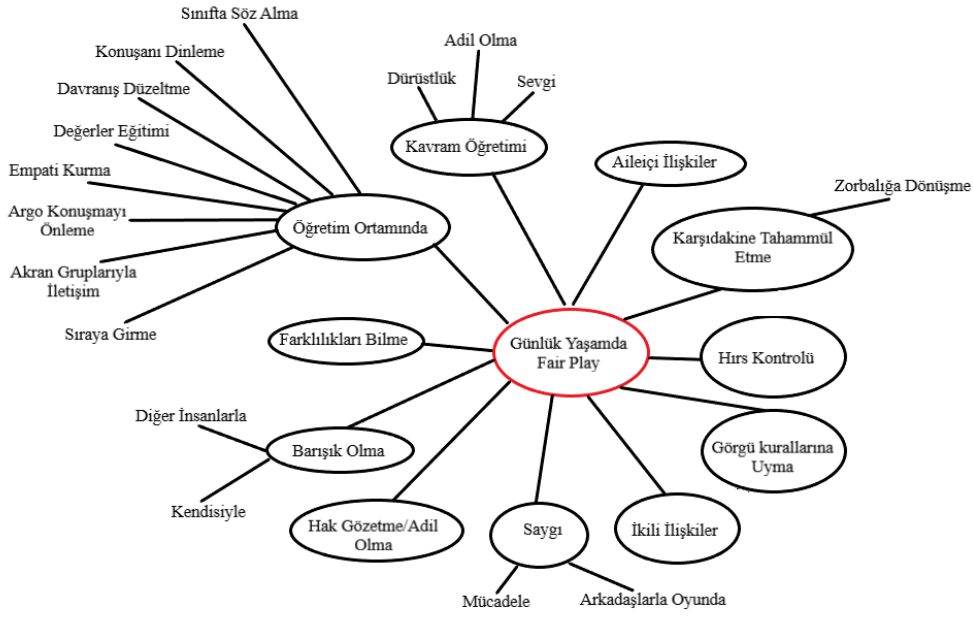 Sınıfta Söz Alma
Konuşanı Dinleme
Davranış Düzeltme
Değerler Eğitimi
Empati Kurma
Argo Konuşmayı
Önleme
Akran Gruplarıyla
İletişim
Sıraya Girme
Öğretim Ortamında
Adil Olma
Dürüstlük
Sevgi
Kavram Öğretimi
Aileiçi İlişkiler
Zorbalığa Dönüşme
Karşıdakine Tahammül
Etme
Farklılıkları Bilme
Günlük Yaşamda
Fair Play
Hırs Kontrolü
Diğer İnsanlarla
Barışık Olma
Kendisiyle
Görgü kurallarına
Uyma
Hak Gözetme/Adil
Olma
Saygı
İkili İlişkiler
Mücadele
Arkadaşlarla Oyunda